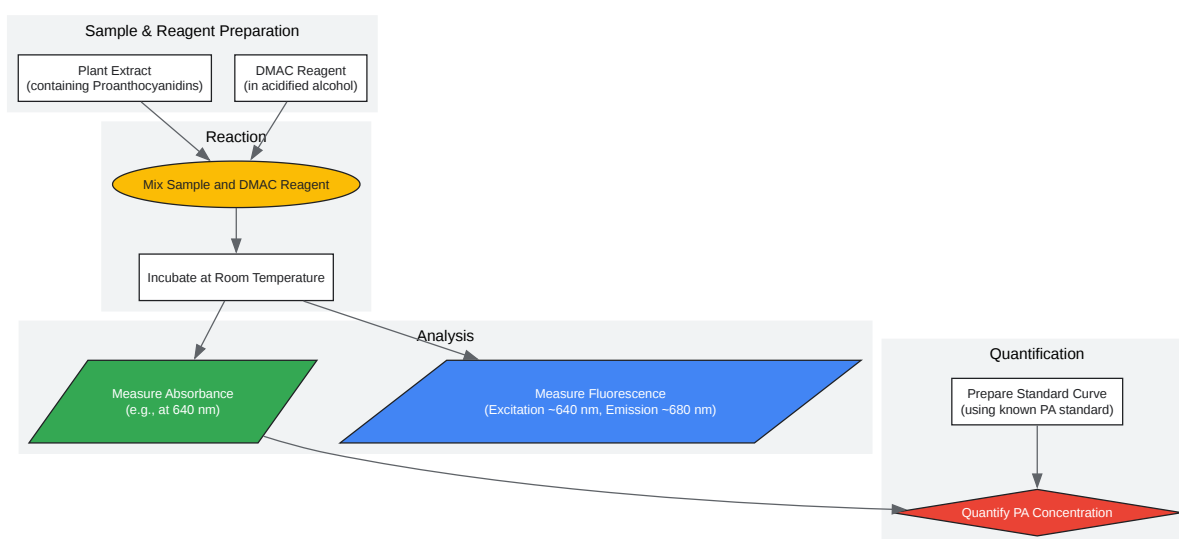 Sample & Reagent Preparation
Plant Extract
(containing Proanthocyanidins)
DMAC Reagent
(in acidified alcohol)
Reaction
Mix Sample and DMAC Reagent
Incubate at Room Temperature
Analysis
Measure Absorbance
(e.g., at 640 nm)
Measure Fluorescence
(Excitation ~640 nm, Emission ~680 nm)
Quantification
Prepare Standard Curve
(using known PA standard)
Quantify PA Concentration